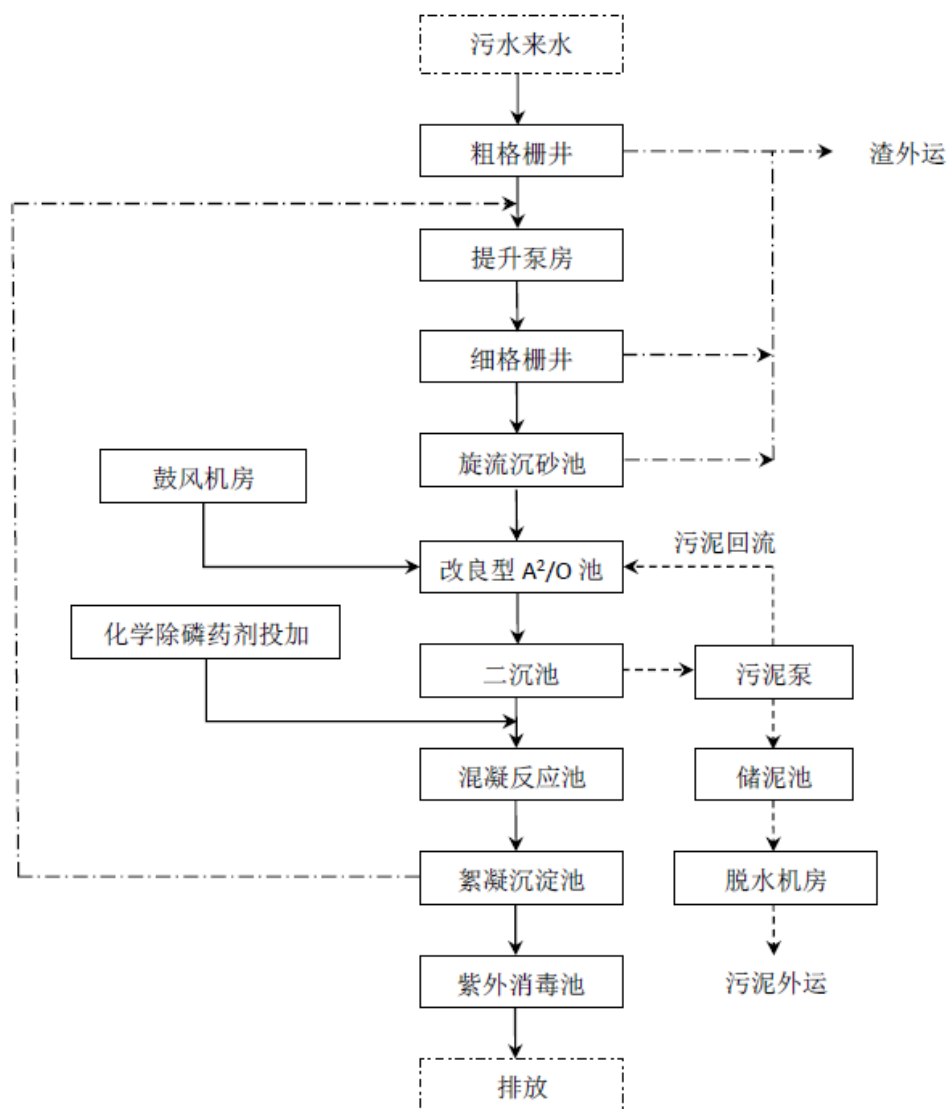 污水来水
粗格栅井
渣外运
提升泵房
细格栅井
旋流沉砂池
鼓风机房
污泥回流
改良型 A²/O 池
化学除磷药剂投加
二沉池
污泥泵
混凝反应池
储泥池
絮凝沉淀池
脱水机房
紫外消毒池
污泥外运
排放